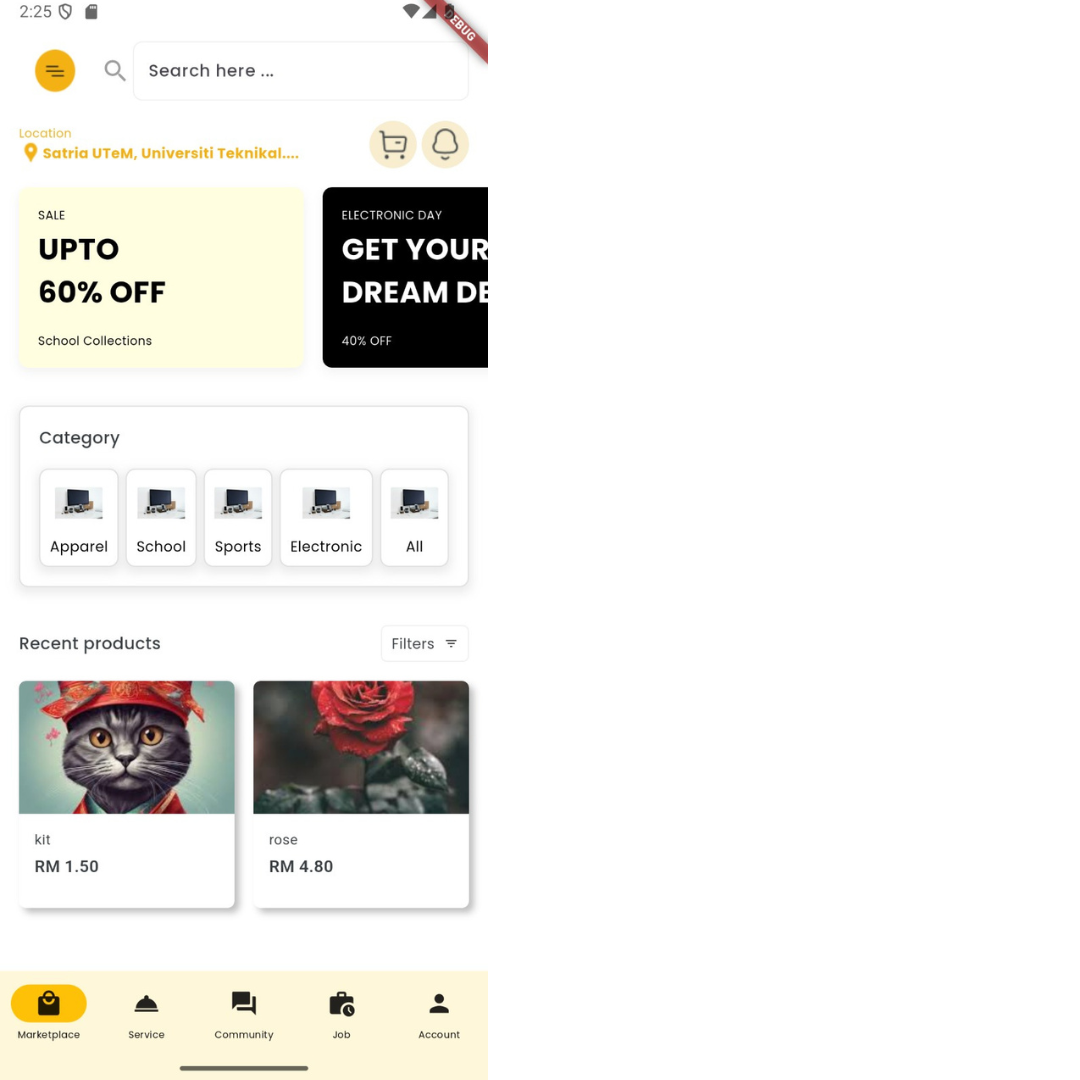 2:25
EBUG
Search here ...
Location
Satria UTeM, Universiti Teknikal....
SALE
UPTO
60% OFF
School Collections
ELECTRONIC DAY
GET YOUR
DREAM DE
40% OFF
Category
Apparel
School
Sports
Electronic
All
Recent products
Filters
kit
RM 1.50
rose
RM 4.80
Marketplace
Service
Community
Job
Account